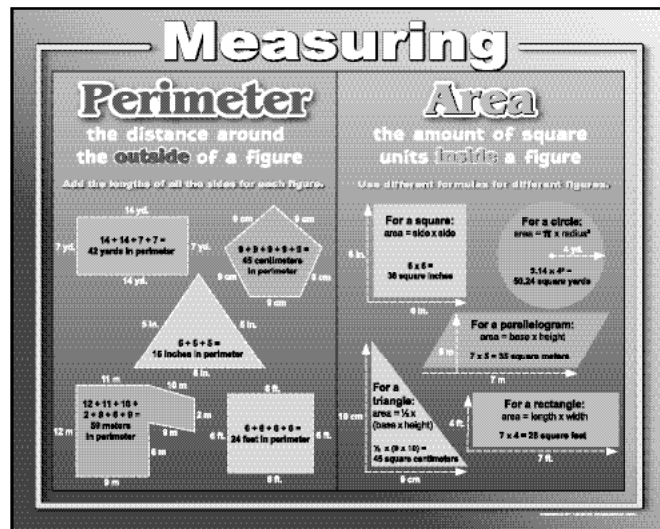 Measuring
Perimeter
the distance around
the outside of a figure
Add the lengths of all the sides for each figure.
14 yd.
7 yd.
14 + 14 + 7 + 7 =
42 yards in perimeter
7 yd.
14 yd.
9 cm
9 cm
9 + 9 + 9 + 9 + 9 =
45 centimeters
in perimeter
9 cm
9 cm
9 cm
5 in.
5 in.
5 + 5 + 5 =
15 inches in perimeter
5 in.
11 m
10 m
12 + 11 + 10 +
2 + 9 + 6 + 9 =
59 meters
in perimeter
12 m
2 m
9 m
6 m
9 m
6 ft.
6 ft.
6 + 6 + 6 + 6 =
24 feet in perimeter
6 ft.
6 ft.
Area
the amount of square
units inside a figure
Use different formulas for different figures.
For a square:
area = side x side
6 in.
6 x 6 =
36 square inches
6 in.
For a circle:
area = π x radius²
4 yd.
3.14 x 4² =
50.24 square yards
For a parallelogram:
area = base x height
5 m
7 x 5 = 35 square meters
7 m
For a
triangle:
area = ½ x
(base x height)
10 cm
½ x (9 x 10) =
45 square centimeters
9 cm
For a rectangle:
area = length x width
4 ft.
7 x 4 = 28 square feet
7 ft.